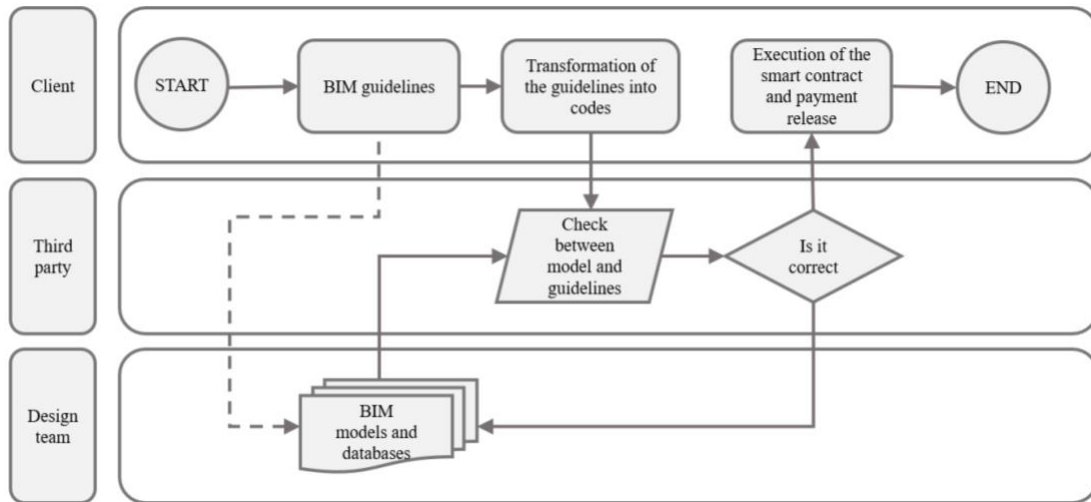 Client
START
BIM guidelines
Transformation of
the guidelines into
codes
Execution of the
smart contract
and payment
release
END
Third
party
Check
between
model and
guidelines
Is it
correct
Design
team
BIM
models and
databases